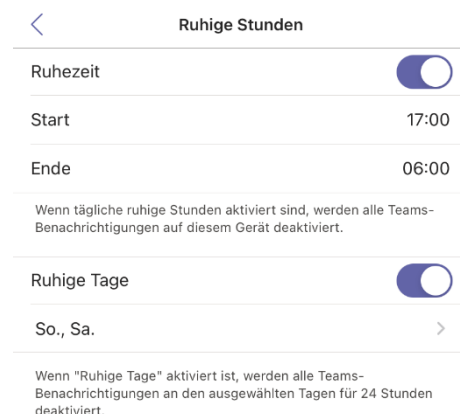 Ruhige Stunden
Ruhezeit
Start 17:00
Ende 06:00
Wenn tägliche ruhige Stunden aktiviert sind, werden alle Teams-
Benachrichtigungen auf diesem Gerät deaktiviert.
Ruhige Tage
So., Sa.
Wenn "Ruhige Tage" aktiviert ist, werden alle Teams-
Benachrichtigungen an den ausgewählten Tagen für 24 Stunden
deaktiviert